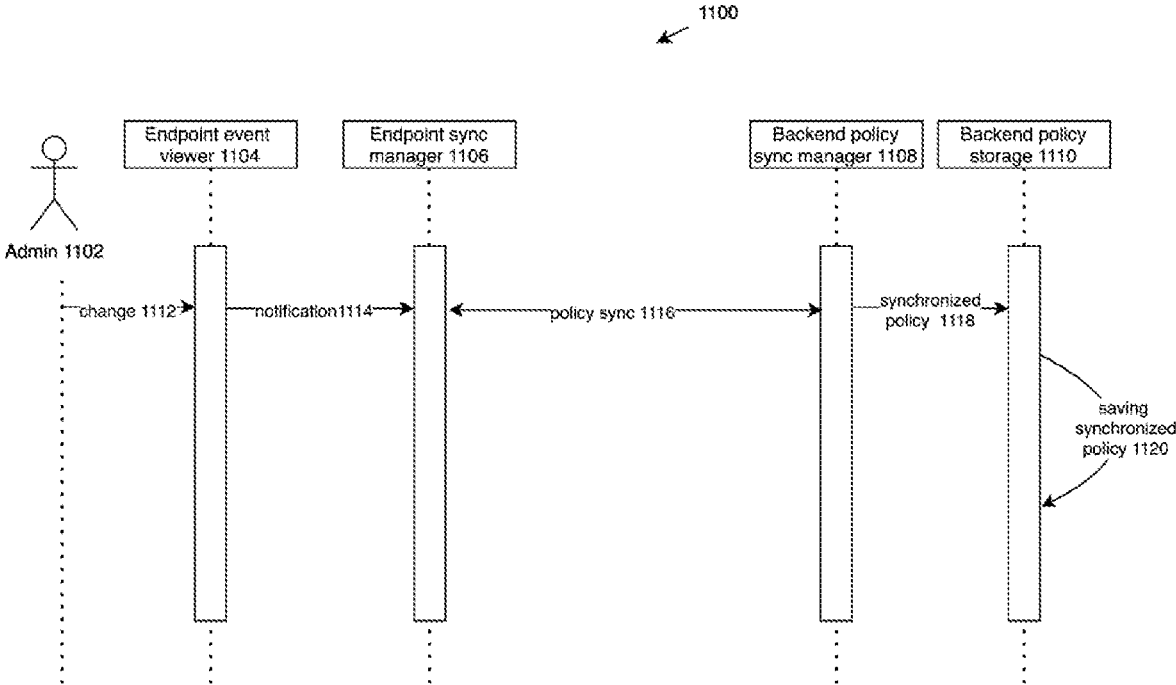 1100
Endpoint event
viewer 1104
Endpoint sync
manager 1106
Backend policy
sync manager 1108
Backend policy
storage 1110
Admin 1102
change 1112
notification1114
policy sync 1116
synchronized
policy 1118
saving
synchronized
policy 1120